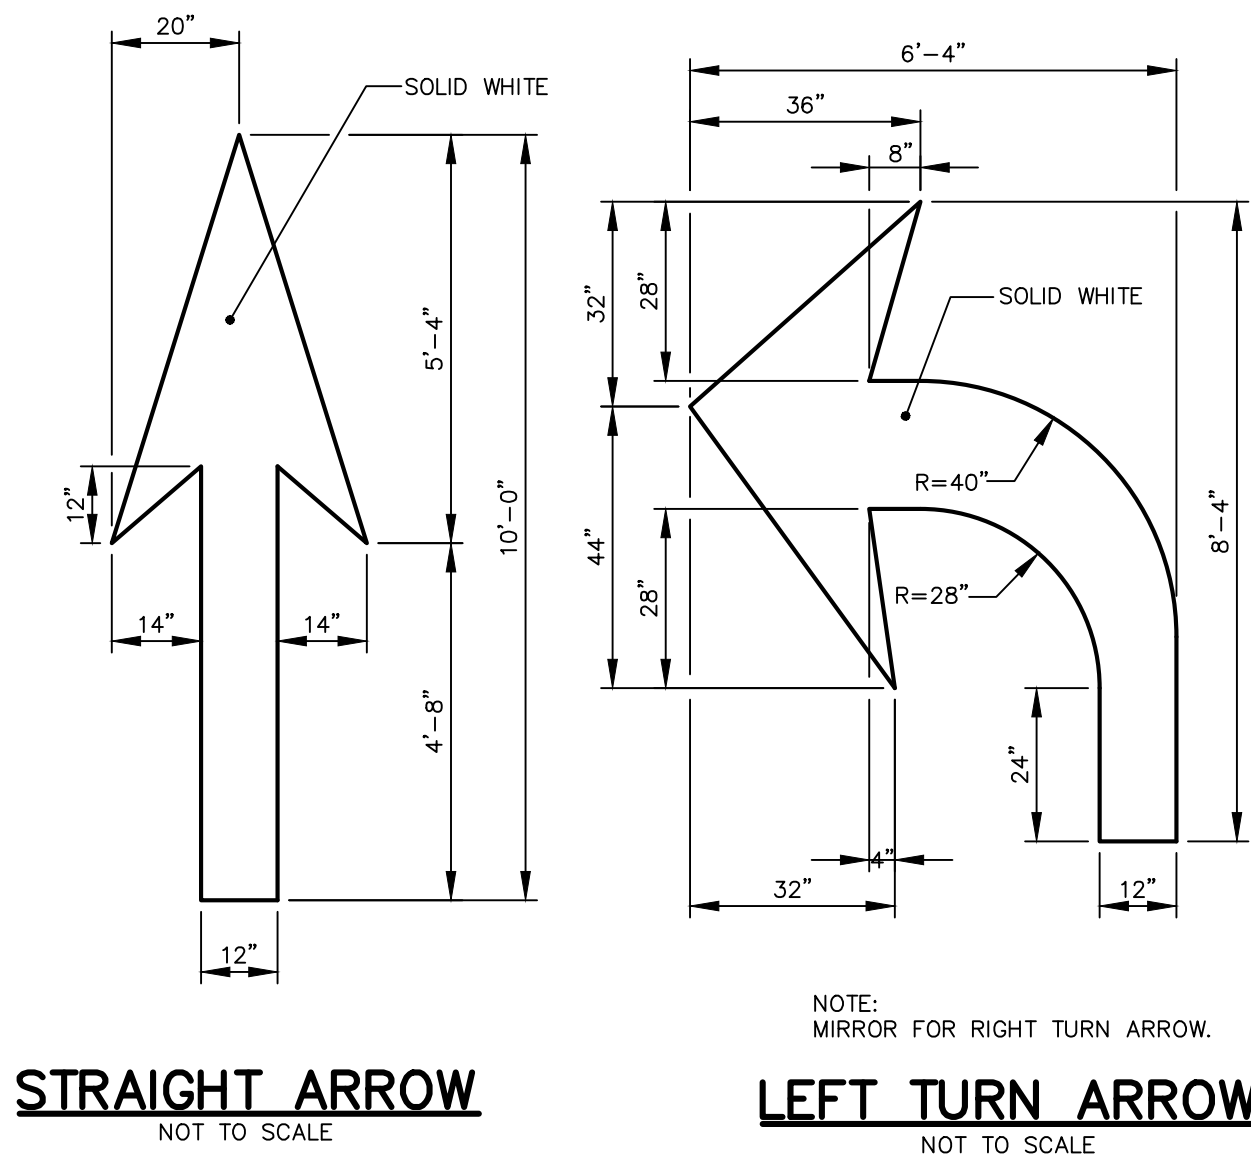 20”
SOLID WHITE
5’-4”
10’-0”
12”
14”
14”
4’-8”
12”
STRAIGHT ARROW
NOT TO SCALE
6’-4”
36”
8”
32”
28”
SOLID WHITE
R=40”
8’-4”
44”
28”
R=28”
24”
4”
32”
12”
NOTE:
MIRROR FOR RIGHT TURN ARROW.
LEFT TURN ARROW
NOT TO SCALE